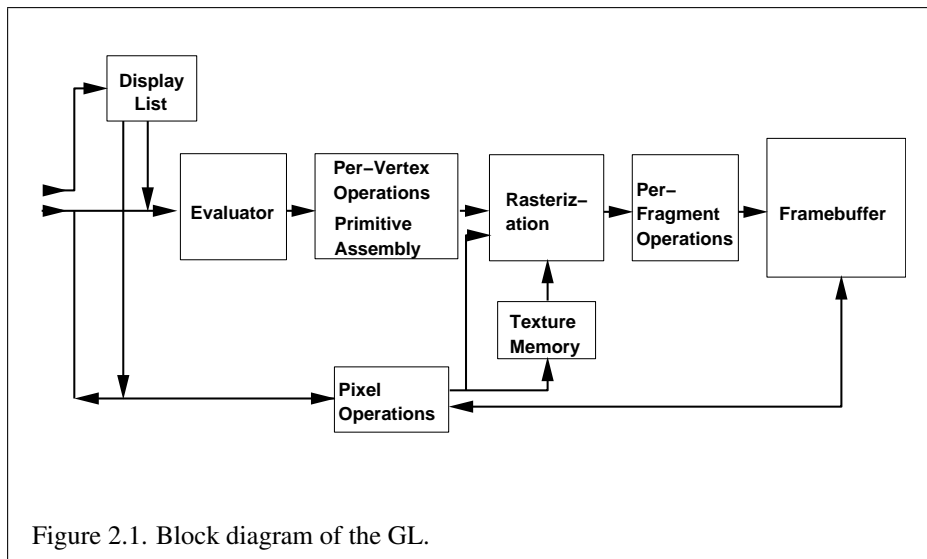 Display
List
Evaluator
Per−Vertex
Operations
Primitive
Assembly
Rasteriz−
ation
Per−
Fragment
Operations
Framebuffer
Texture
Memory
Pixel
Operations
Figure 2.1. Block diagram of the GL.